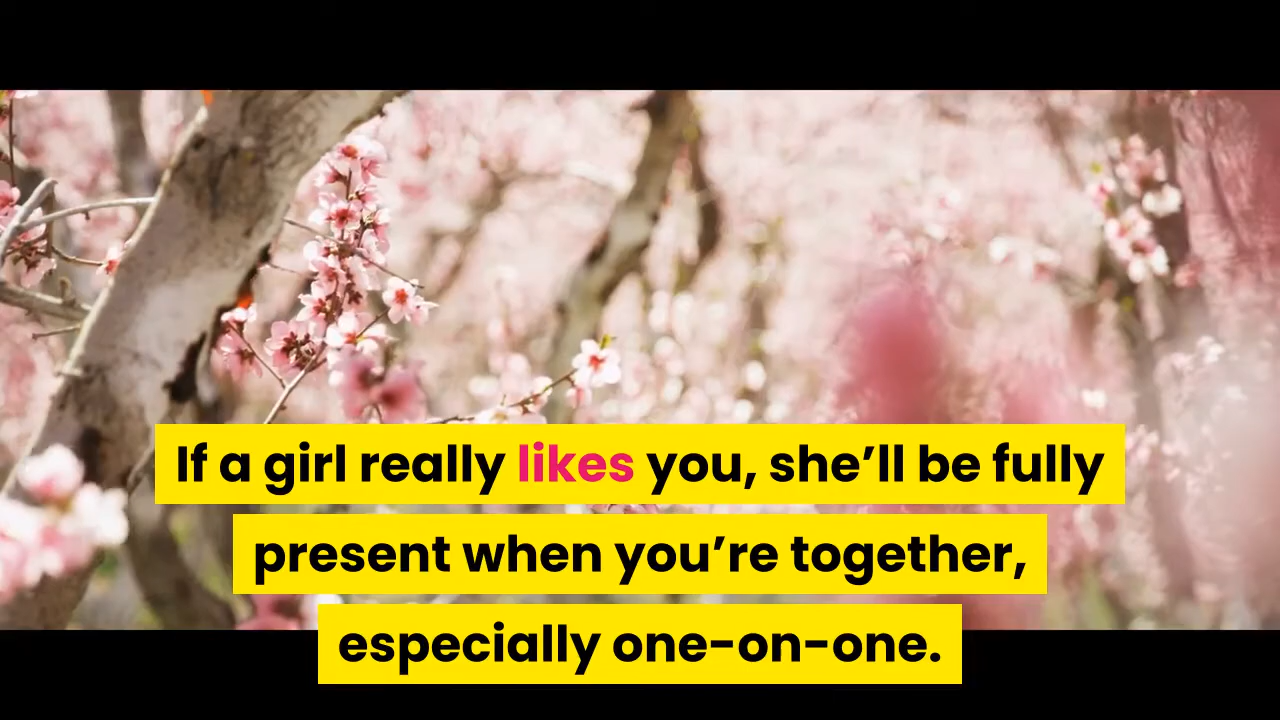 If a girl really likes you, she’ll be fully
present when you’re together,
especially one-on-one.